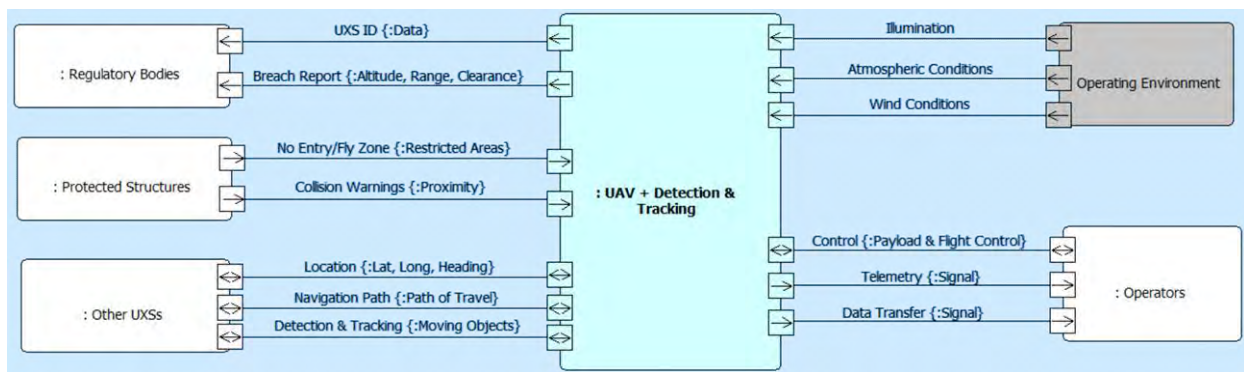 UXS ID {:Data}
: Regulatory Bodies
Breach Report {:Altitude, Range, Clearance}
No Entry/Fly Zone {:Restricted Areas}
: Protected Structures
Collision Warnings {:Proximity}
Location {:Lat, Long, Heading}
Navigation Path {:Path of Travel}
: Other UXSs
Detection & Tracking {:Moving Objects}
: UAV + Detection &
Tracking
Illumination
Atmospheric Conditions
Operating Environment
Wind Conditions
Control {:Payload & Flight Control}
Telemetry {:Signal}
: Operators
Data Transfer {:Signal}